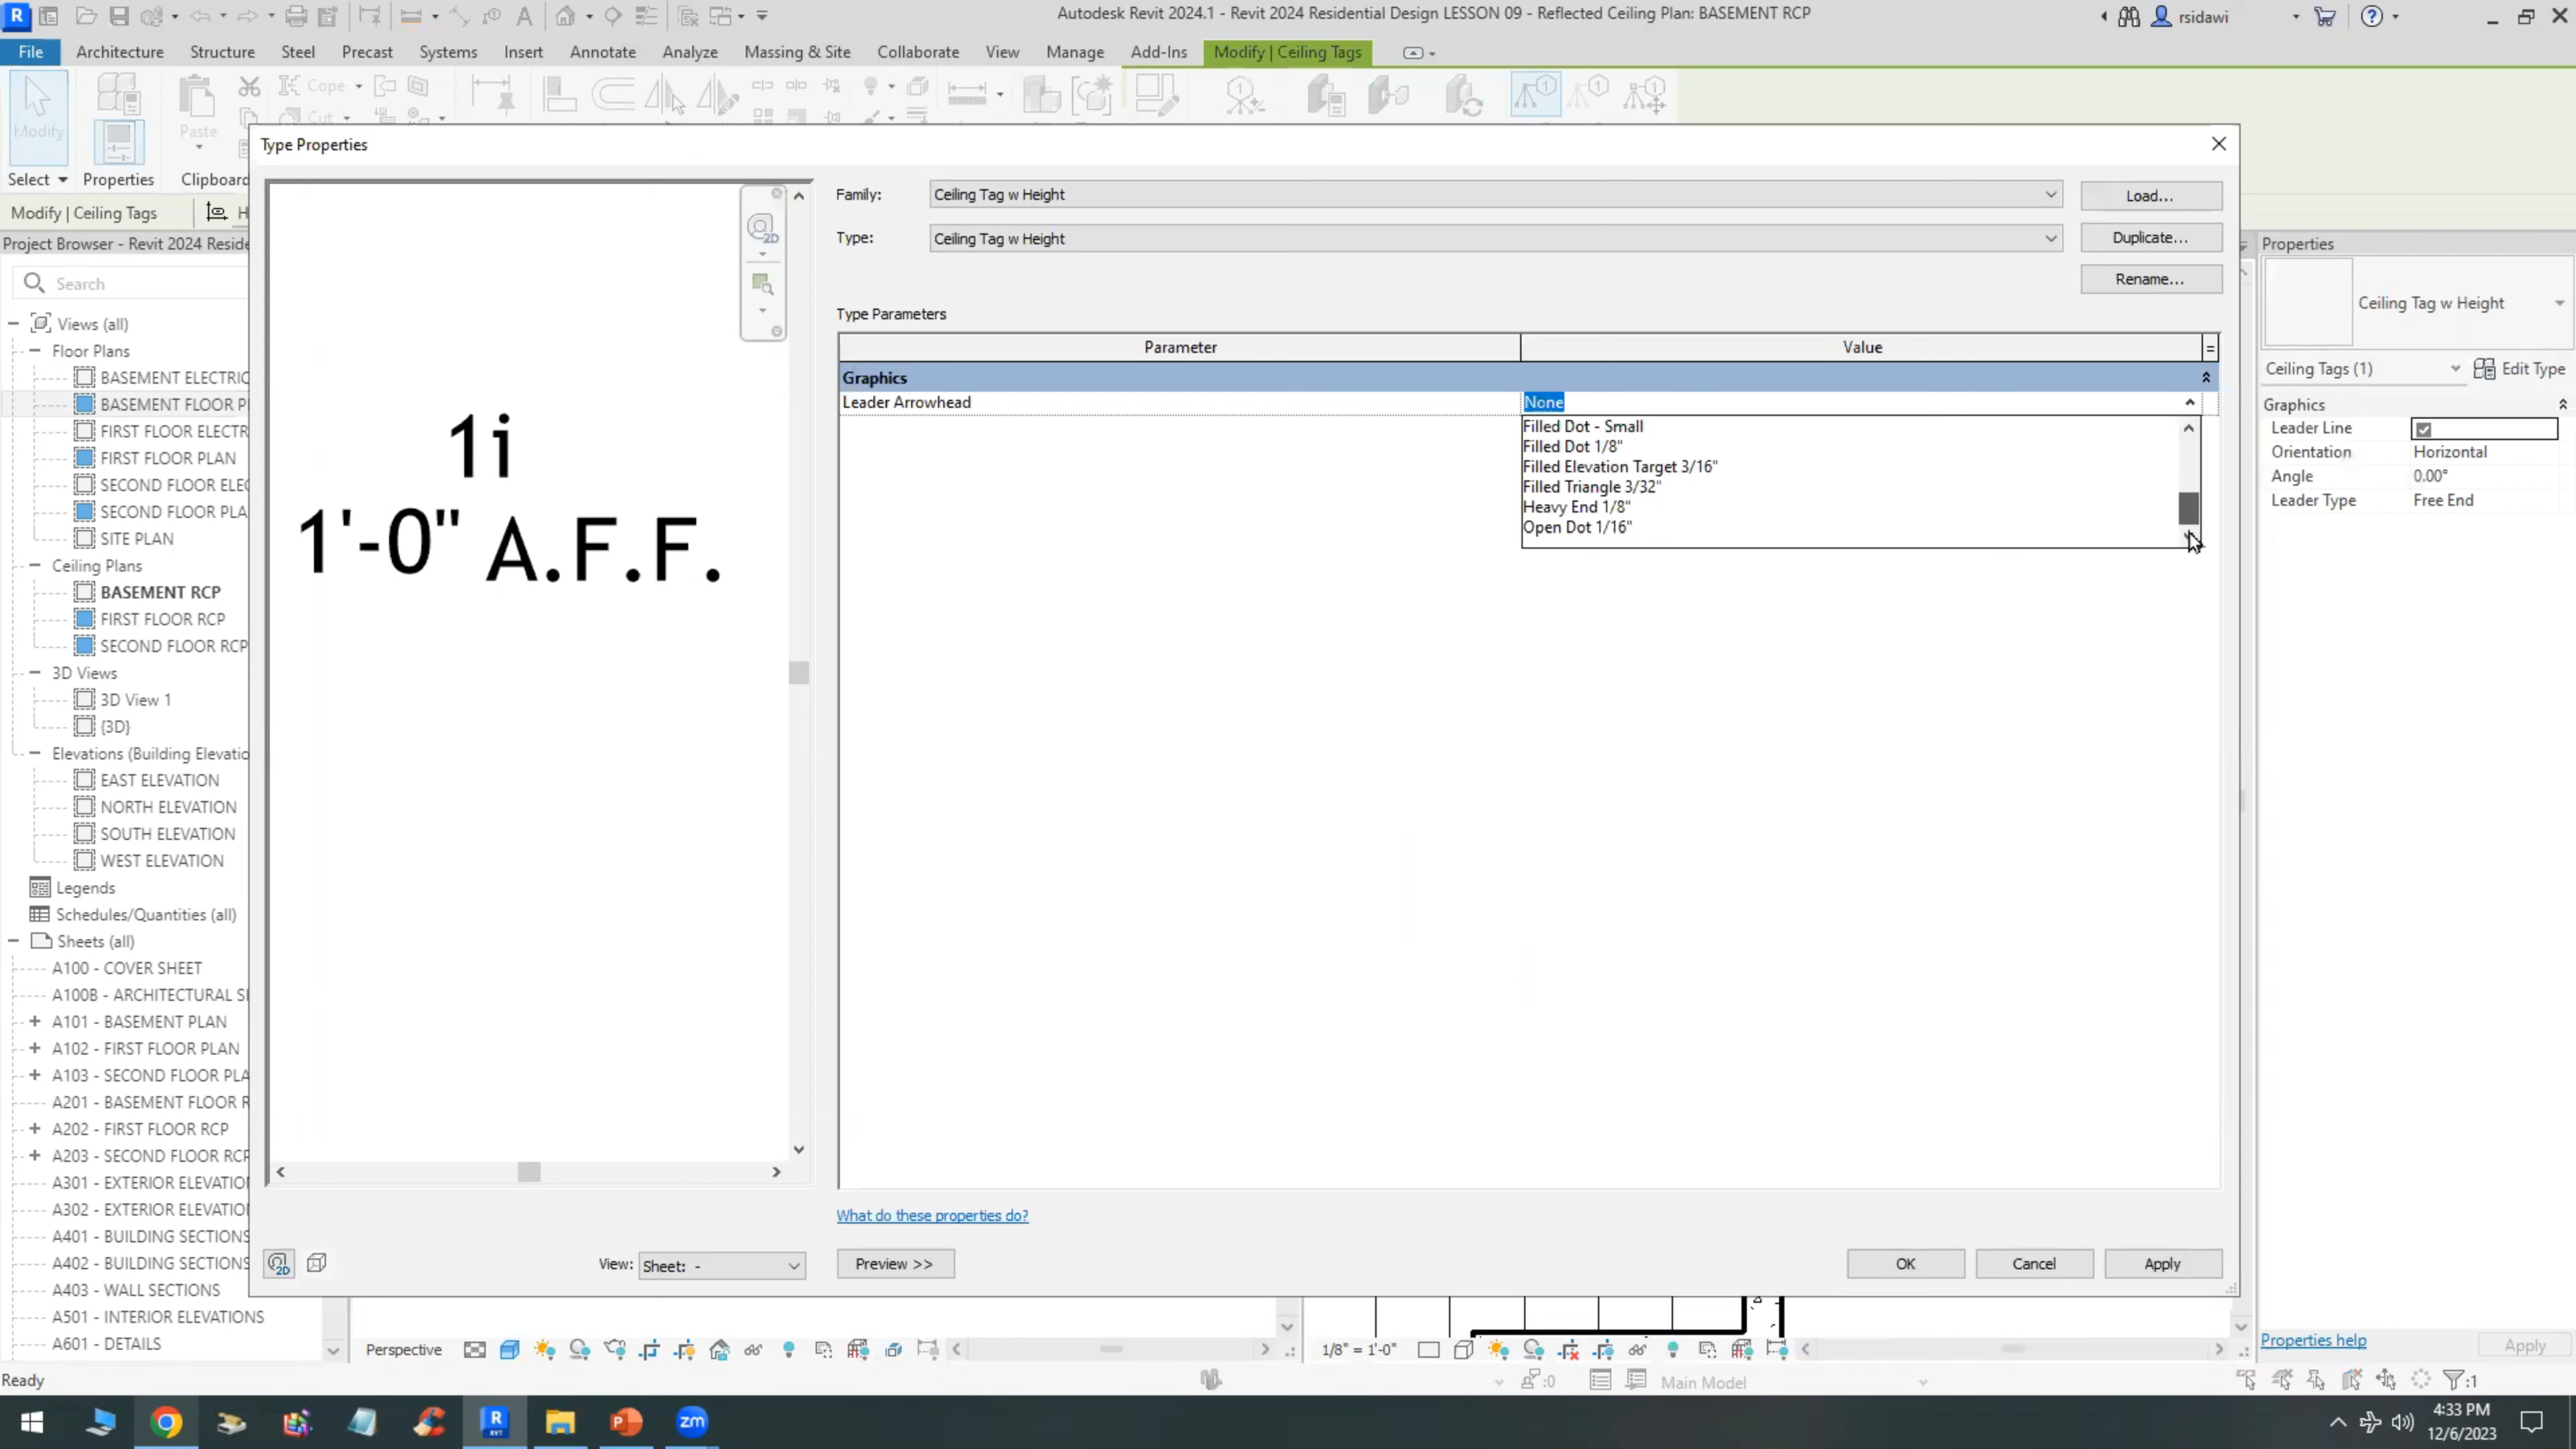 Autodesk Revit 2024.1 - Revit 2024 Residential Design LESSON 09 - Reflected Ceiling Plan: BASEMENT RCP
rsidawi
File
Architecture
Structure
Steel
Precast
Systems
Insert
Annotate
Analyze
Massing & Site
Collaborate
View
Manage
Add-Ins
Modify | Ceiling Tags
Modify
Paste
Cope
Cut
Select
Properties
Clipboard
Modify | Ceiling Tags
H
Project Browser - Revit 2024 Reside
Search
Views (all)
Floor Plans
BASEMENT ELECTRIC
BASEMENT FLOOR P
FIRST FLOOR ELECTR
FIRST FLOOR PLAN
SECOND FLOOR ELEC
SECOND FLOOR PLA
SITE PLAN
Ceiling Plans
BASEMENT RCP
FIRST FLOOR RCP
SECOND FLOOR RCP
3D Views
3D View 1
{3D}
Elevations (Building Elevatio
EAST ELEVATION
NORTH ELEVATION
SOUTH ELEVATION
WEST ELEVATION
Legends
Schedules/Quantities (all)
Sheets (all)
A100 - COVER SHEET
A100B - ARCHITECTURAL SI
A101 - BASEMENT PLAN
A102 - FIRST FLOOR PLAN
A103 - SECOND FLOOR PLA
A201 - BASEMENT FLOOR R
A202 - FIRST FLOOR RCP
A203 - SECOND FLOOR RCP
A301 - EXTERIOR ELEVATIO
A302 - EXTERIOR ELEVATIO
A401 - BUILDING SECTIONS
A402 - BUILDING SECTIONS
A403 - WALL SECTIONS
A501 - INTERIOR ELEVATIONS
A601 - DETAILS
Type Properties
1i
1'-0" A.F.F.
Family:
Ceiling Tag w Height
Load...
Type:
Ceiling Tag w Height
Duplicate...
Rename...
Type Parameters
Parameter
Value
=
Graphics
Leader Arrowhead
None
Filled Dot - Small
Filled Dot 1/8"
Filled Elevation Target 3/16"
Filled Triangle 3/32"
Heavy End 1/8"
Open Dot 1/16"
What do these properties do?
View:
Sheet: -
Preview >>
OK
Cancel
Apply
Properties
Ceiling Tag w Height
Ceiling Tags (1)
Edit Type
Graphics
Leader Line
Orientation
Horizontal
Angle
0.00°
Leader Type
Free End
Properties help
Apply
Perspective
1/8" = 1'-0"
Ready
:0
Main Model
:1
4:33 PM
12/6/2023